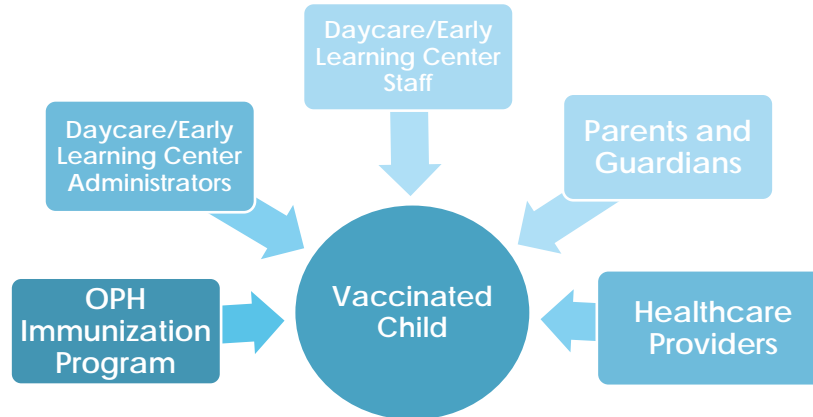 Daycare/Early
Learning Center
Staff
Daycare/Early
Learning Center
Administrators
Parents and
Guardians
OPH
Immunization
Program
Vaccinated
Child
Healthcare
Providers